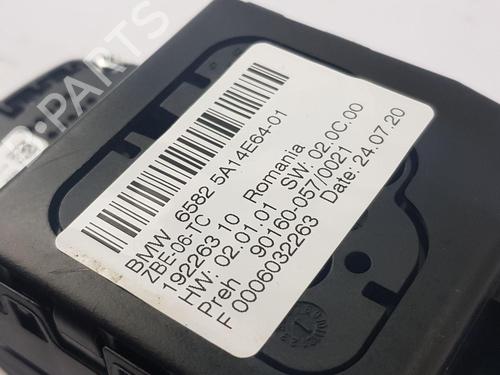 PARTS
BMW 6582 5A14E64-01
ZBE-06-TC
192263 10 Romania
HW: 02.01.01 SW: 02.0C.00
Preh 90160-057/0021
F 0006032263 Date: 24.07.20